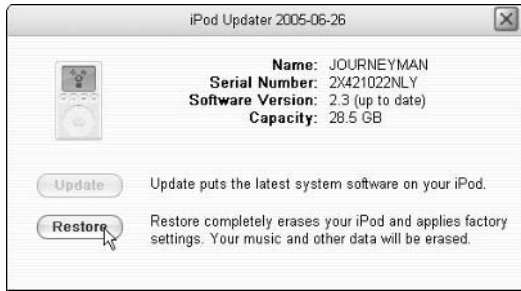 iPod Updater 2005-06-26
Name: JOURNEYMAN
Serial Number: 2X421022NLY
Software Version: 2.3 (up to date)
Capacity: 28.5 GB
Update Update puts the latest system software on your iPod.
Restore Restore completely erases your iPod and applies factory
settings. Your music and other data will be erased.